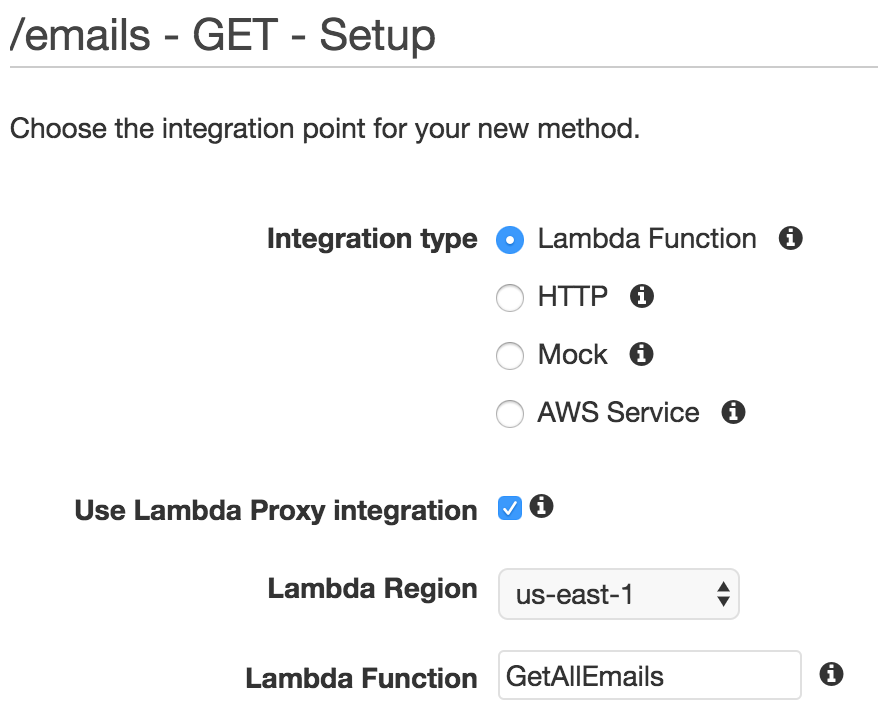 /emails - GET - Setup
Choose the integration point for your new method.
Integration type Lambda Function
HTTP
Mock
AWS Service
Use Lambda Proxy integration
Lambda Region us-east-1
Lambda Function GetAllEmails